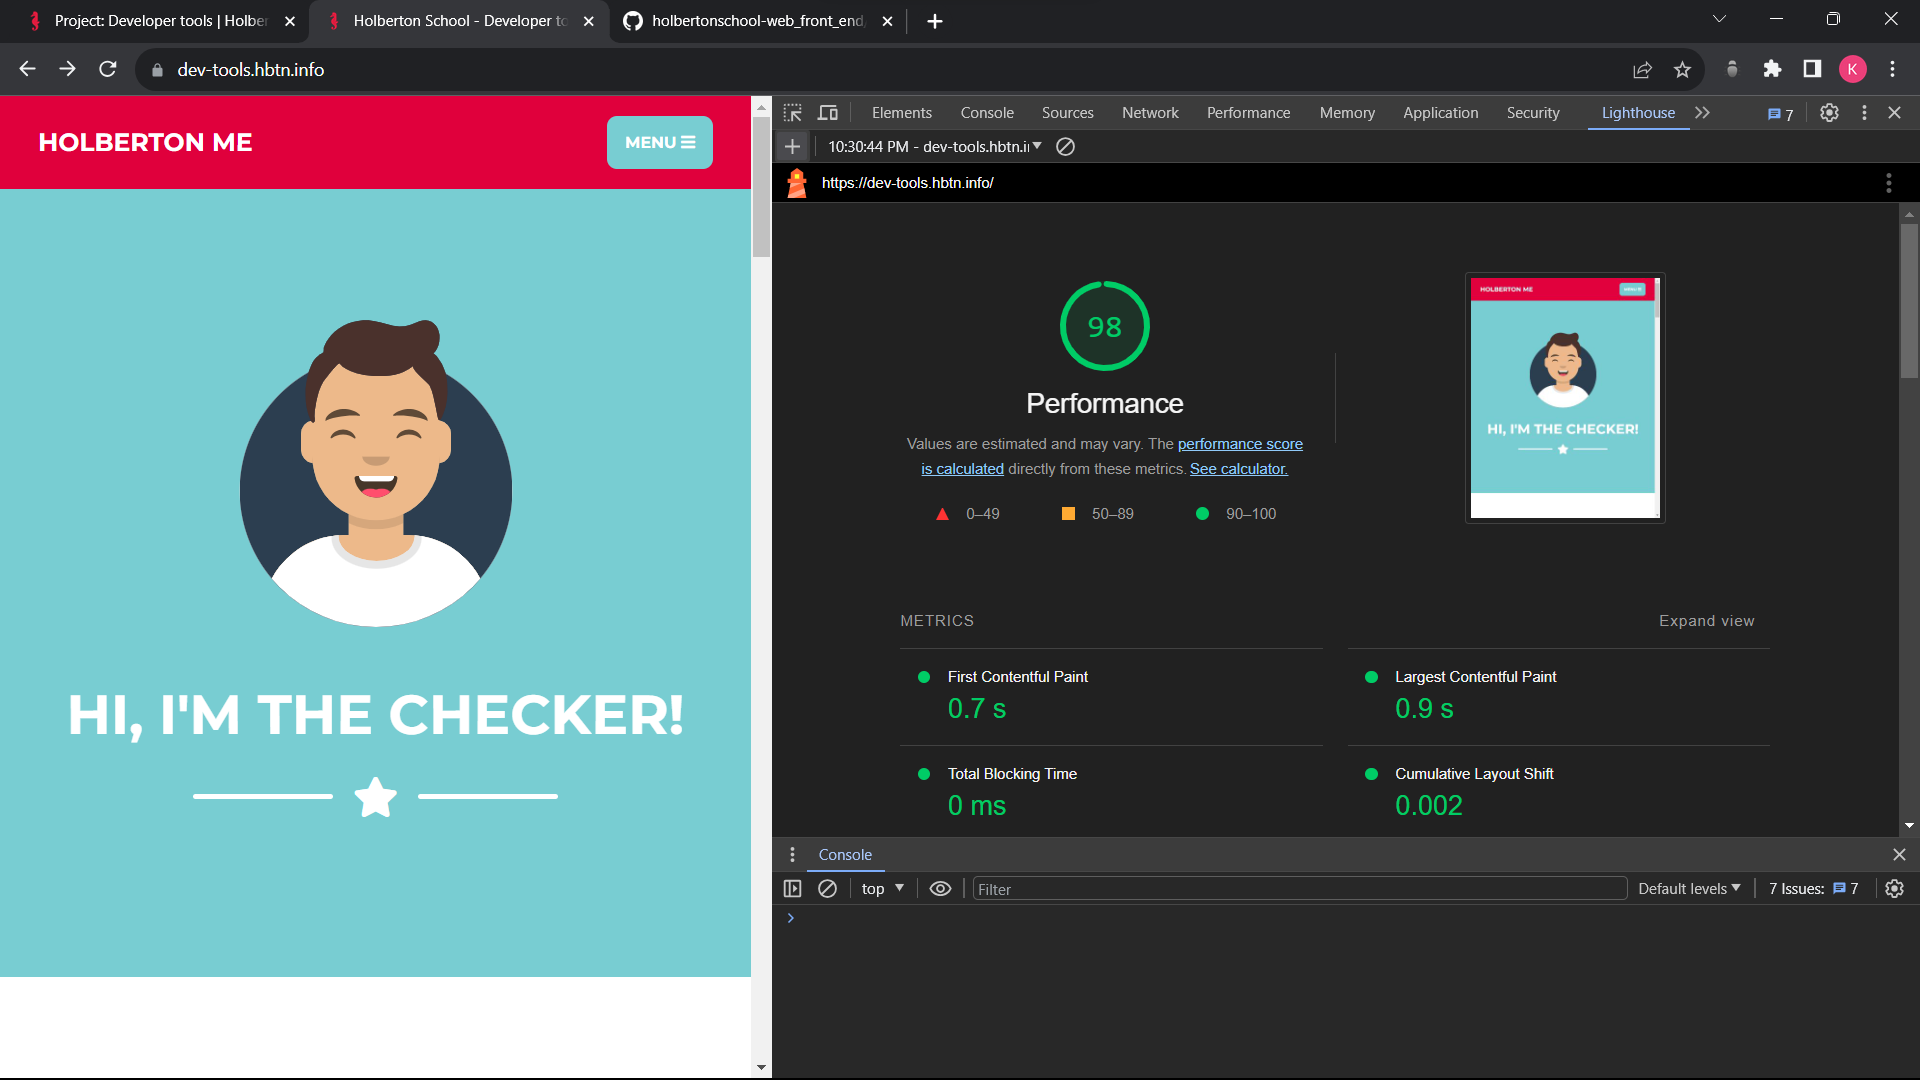 Project: Developer tools | Holber
Holberton School - Developer to
holbertonschool-web_front_end,
dev-tools.hbtn.info
K
HOLBERTON ME
MENU
HI, I'M THE CHECKER!
Elements
Console
Sources
Network
Performance
Memory
Application
Security
Lighthouse
7
10:30:44 PM - dev-tools.hbtn.i
https://dev-tools.hbtn.info/
98
Performance
Values are estimated and may vary. The performance score
is calculated directly from these metrics. See calculator.
0–49
50–89
90–100
HOLBERTON ME
HI, I'M THE CHECKER!
METRICS
Expand view
First Contentful Paint
0.7 s
Largest Contentful Paint
0.9 s
Total Blocking Time
0 ms
Cumulative Layout Shift
0.002
Console
top
Filter
Default levels
7 Issues:
7